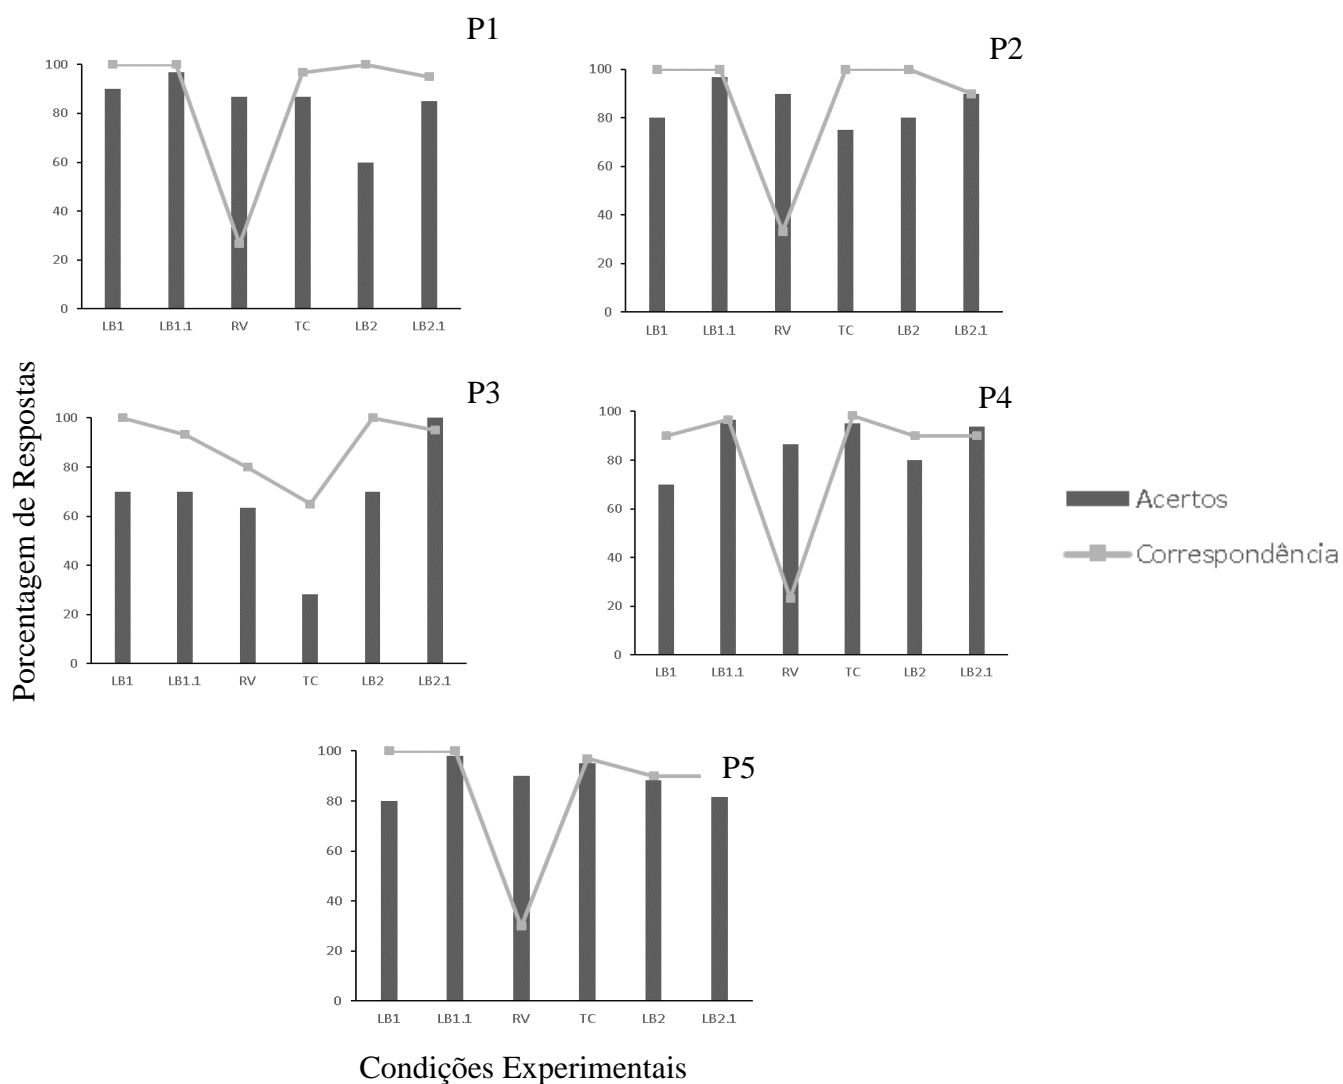 P1
100
80
60
40
20
0
LB1 LB1.1 RV TC LB2 LB2.1
P2
100
80
60
40
20
0
LB1 LB1.1 RV TC LB2 LB2.1
Porcentagem de Respostas
P3
100
80
60
40
20
0
LB1 LB1.1 RV TC LB2 LB2.1
P4
100
80
60
40
20
0
LB1 LB1.1 RV TC LB2 LB2.1
Acertos
Correspondência
P5
100
80
60
40
20
0
LB1 LB1.1 RV TC LB2 LB2.1
Condições Experimentais